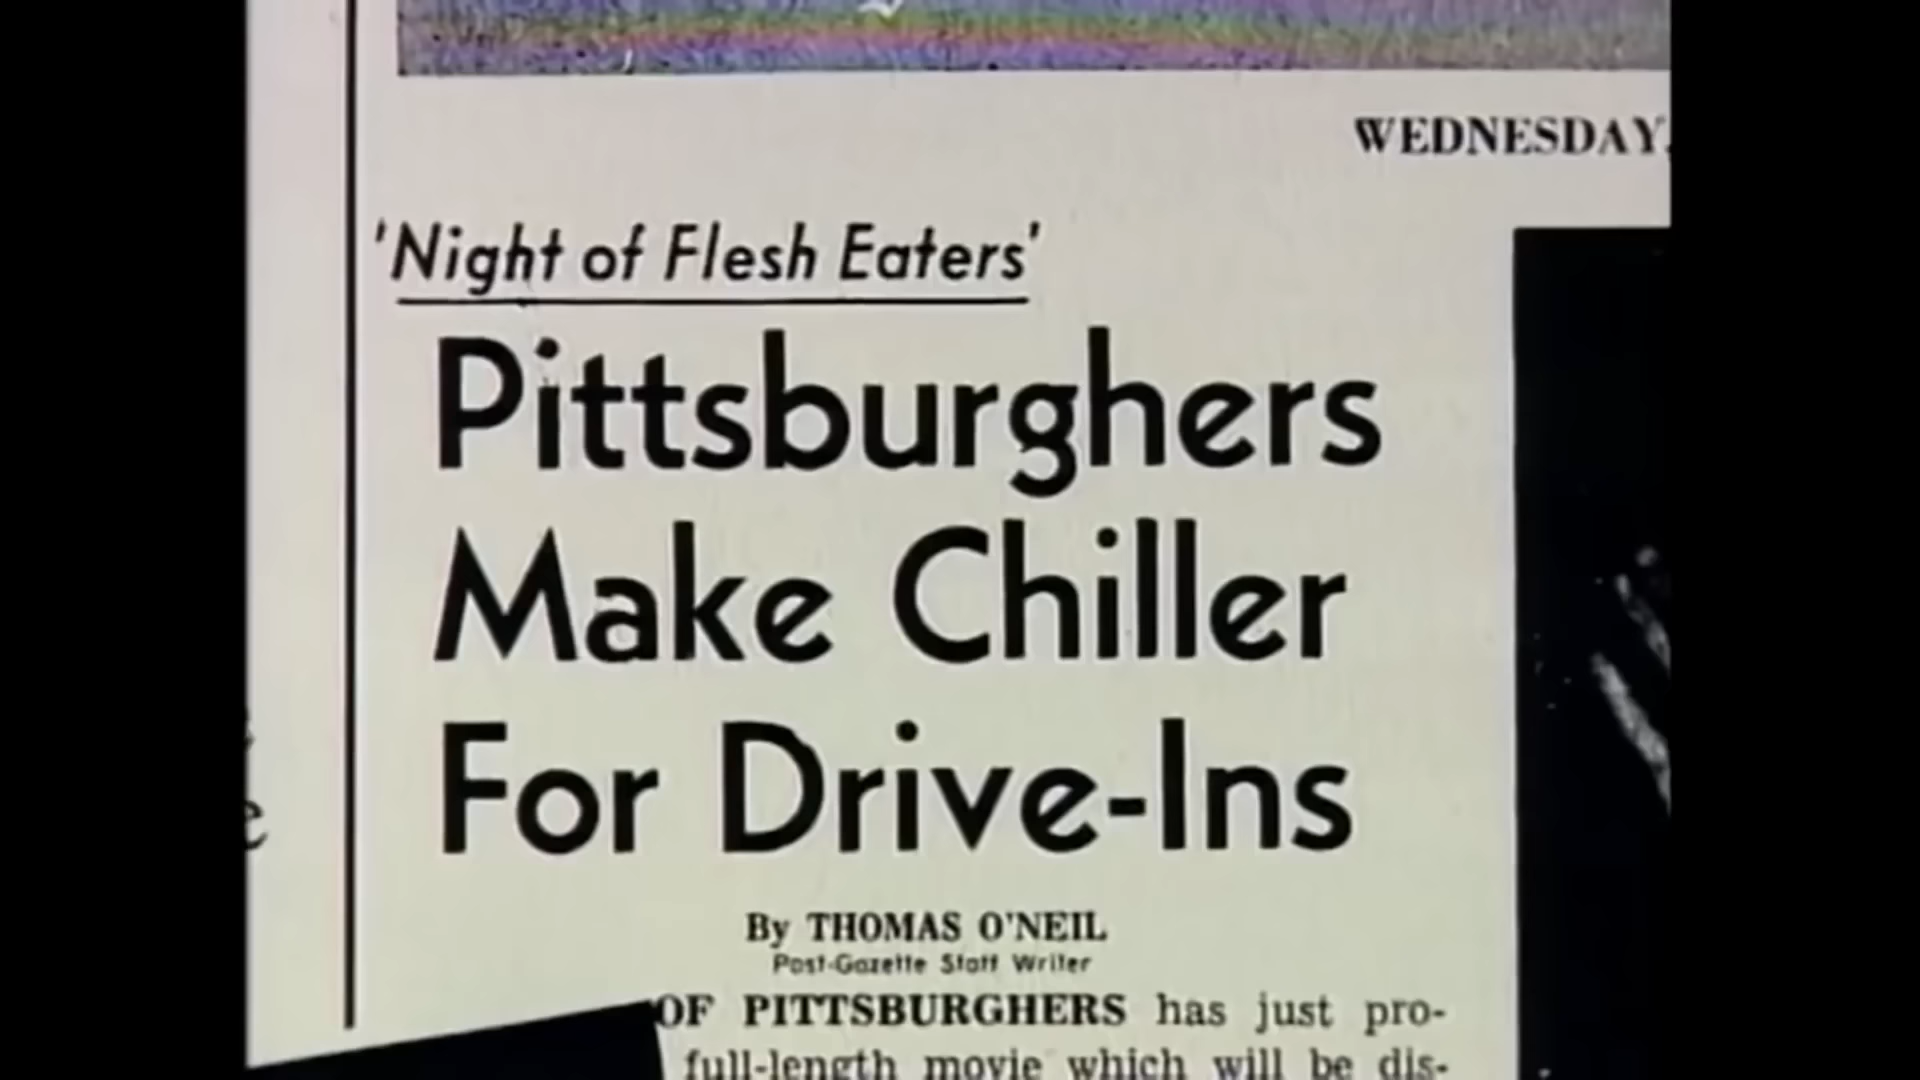 WEDNESDAY,
'Night of Flesh Eaters'
Pittsburghers
Make Chiller
For Drive-Ins
By THOMAS O'NEIL
Post-Gazette Staff Writer
OF PITTSBURGHERS has just pro-
full-length movie which will be dis-
e